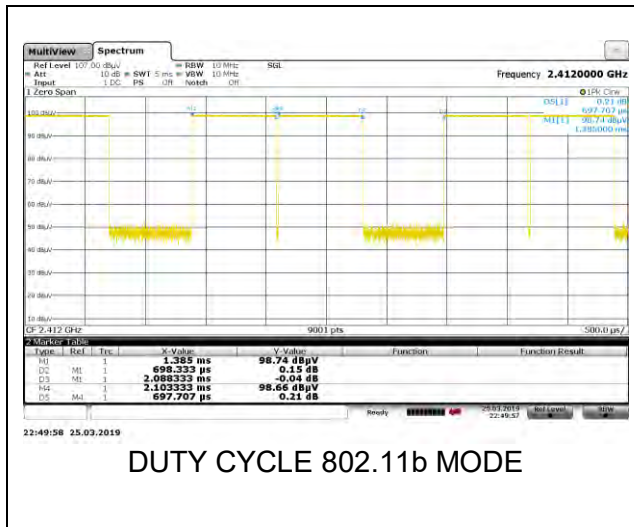 MultiView Spectrum
Ref Level 107.00 dBµV RBW 10 MHz SGL
Att 10 dB SWT 5 ms VBW 10 MHz Frequency 2.4120000 GHz
Input 1 DC PS Off Notch Off
1 Zero Span 1Pk Clrw
D5[1] 0.21 dB
697.707 µs
M1[1] 98.74 dBµV
1.385000 ms
100 dBµV
90 dBµV
80 dBµV
70 dBµV
60 dBµV
50 dBµV
40 dBµV
30 dBµV
20 dBµV
10 dBµV
CF 2.412 GHz 9001 pts 500.0 µs/
2 Marker Table
Type Ref Trc X-Value Y-Value Function Function Result
M1 1 1.385 ms 98.74 dBµV
D2 M1 1 698.333 µs 0.15 dB
D3 M1 1 2.088333 ms -0.04 dB
M4 1 2.103333 ms 98.66 dBµV
D5 M4 1 697.707 µs 0.21 dB
Ready 25.03.2019 Ref Level RBW
22:49:57
22:49:58 25.03.2019
DUTY CYCLE 802.11b MODE